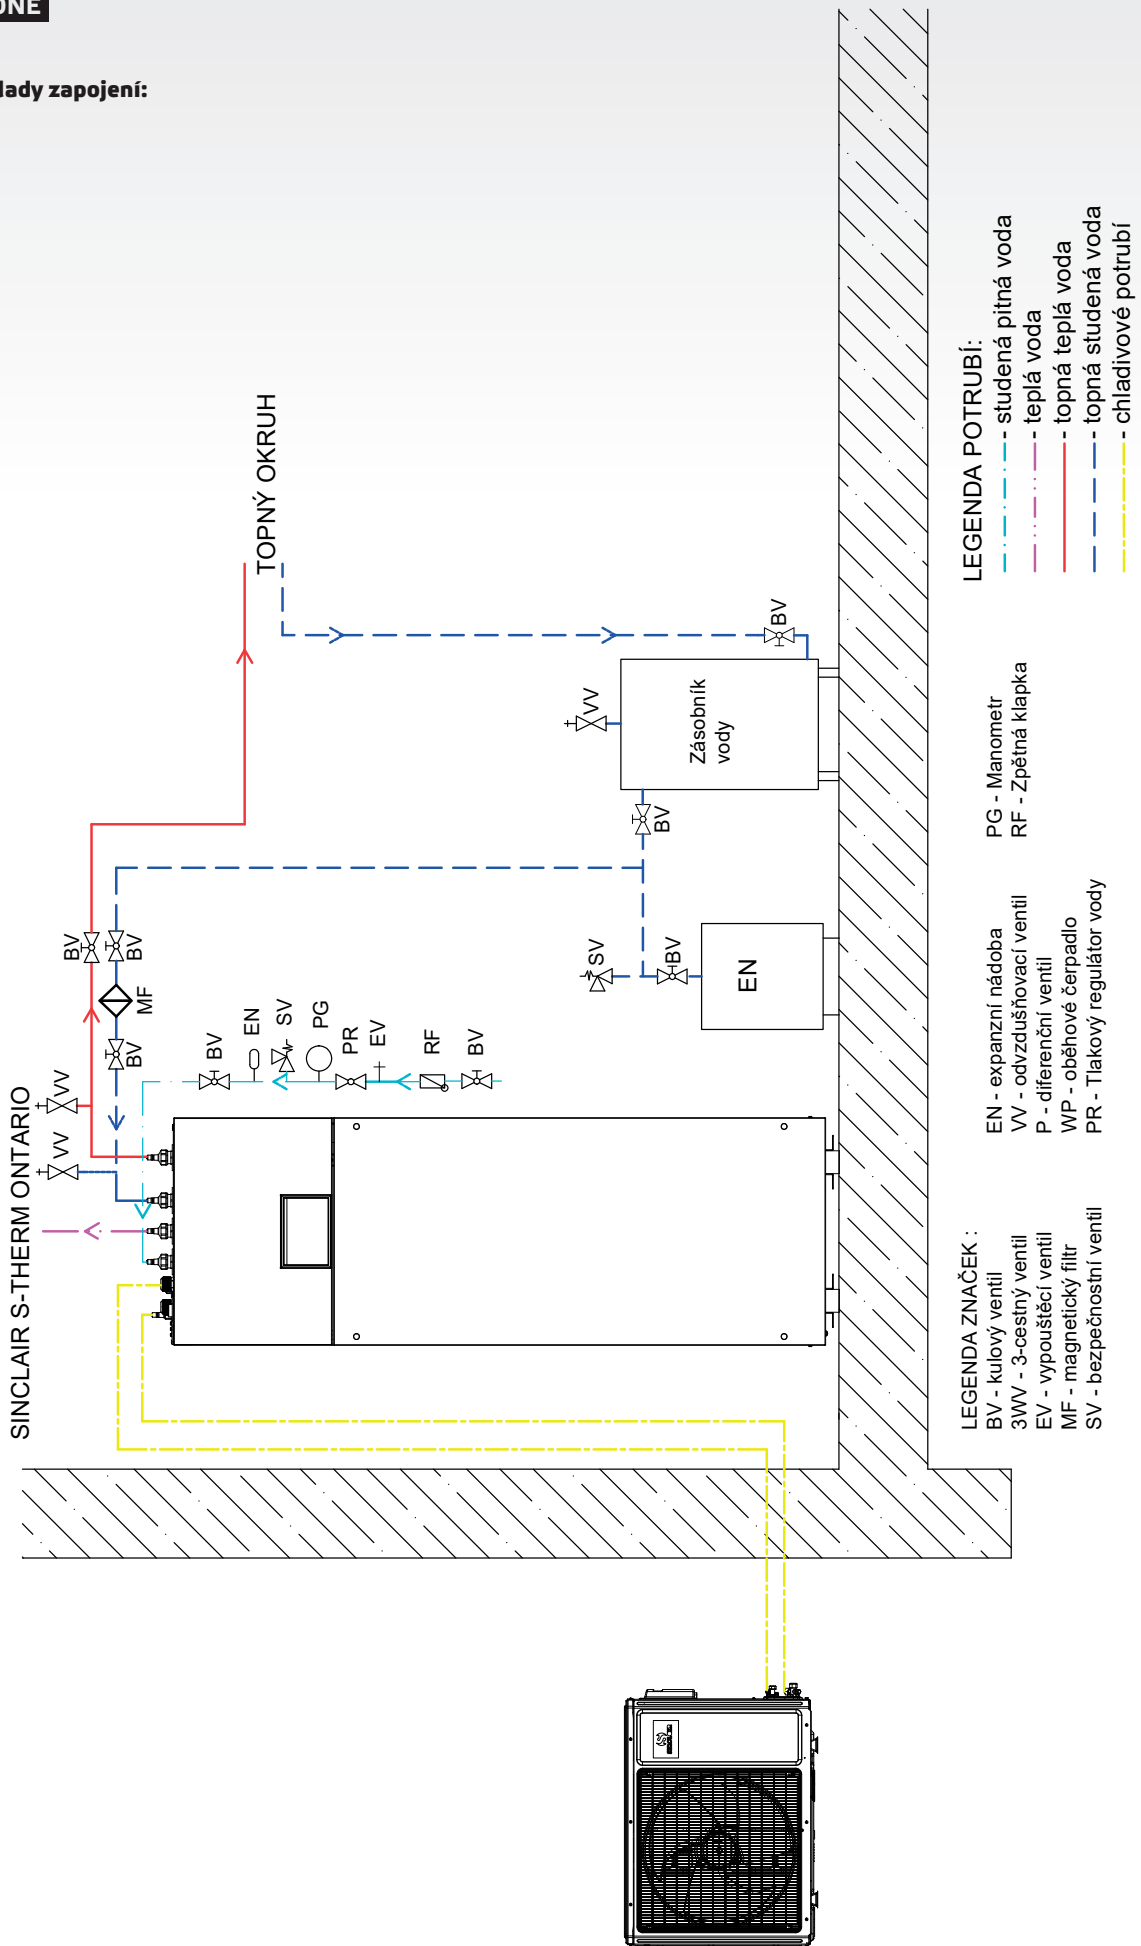 lady zapojení:
SINCLAIR S-THERM ONTARIO
VV
VV
BV
BV
MF
BV
TOPNÝ OKRUH
BV
EN
SV
PG
PR
EV
RF
BV
VV
Zásobník
vody
BV
BV
SV
BV
EN
LEGENDA ZNAČEK :
BV - kulový ventil
3WV - 3-cestný ventil
EV - vypouštěcí ventil
MF - magnetický filtr
SV - bezpečnostní ventil
EN - expanzní nádoba
VV - odvzdušňovací ventil
P - diferenční ventil
WP - oběhové čerpadlo
PR - Tlakový regulátor vody
PG - Manometr
RF - Zpětná klapka
LEGENDA POTRUBÍ:
- studená pitná voda
- teplá voda
- topná teplá voda
- topná studená voda
- chladivové potrubí